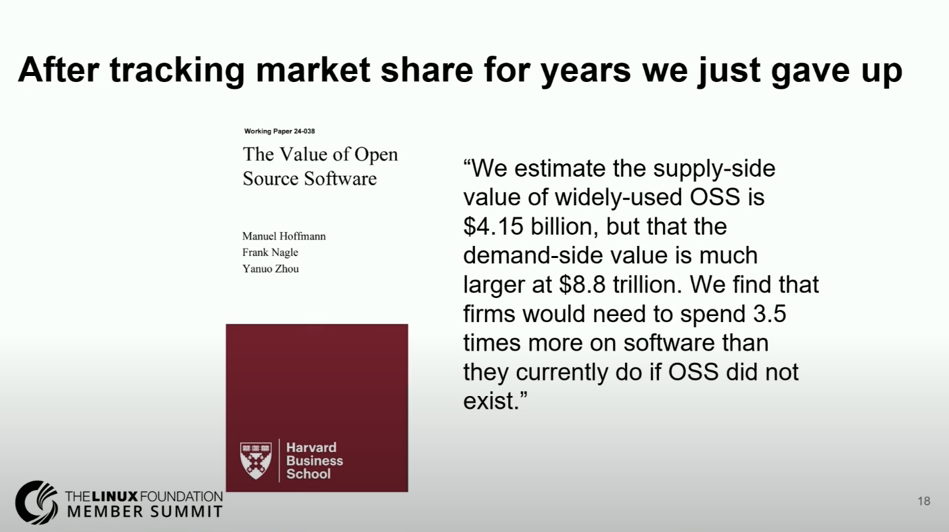 After tracking market share for years we just gave up
Working Paper 24-038
The Value of Open
Source Software
Manuel Hoffmann
Frank Nagle
Yanuo Zhou
Harvard
Business
School
“We estimate the supply-side
value of widely-used OSS is
$4.15 billion, but that the
demand-side value is much
larger at $8.8 trillion. We find that
firms would need to spend 3.5
times more on software than
they currently do if OSS did not
exist.”
THE LINUX FOUNDATION
MEMBER SUMMIT
18